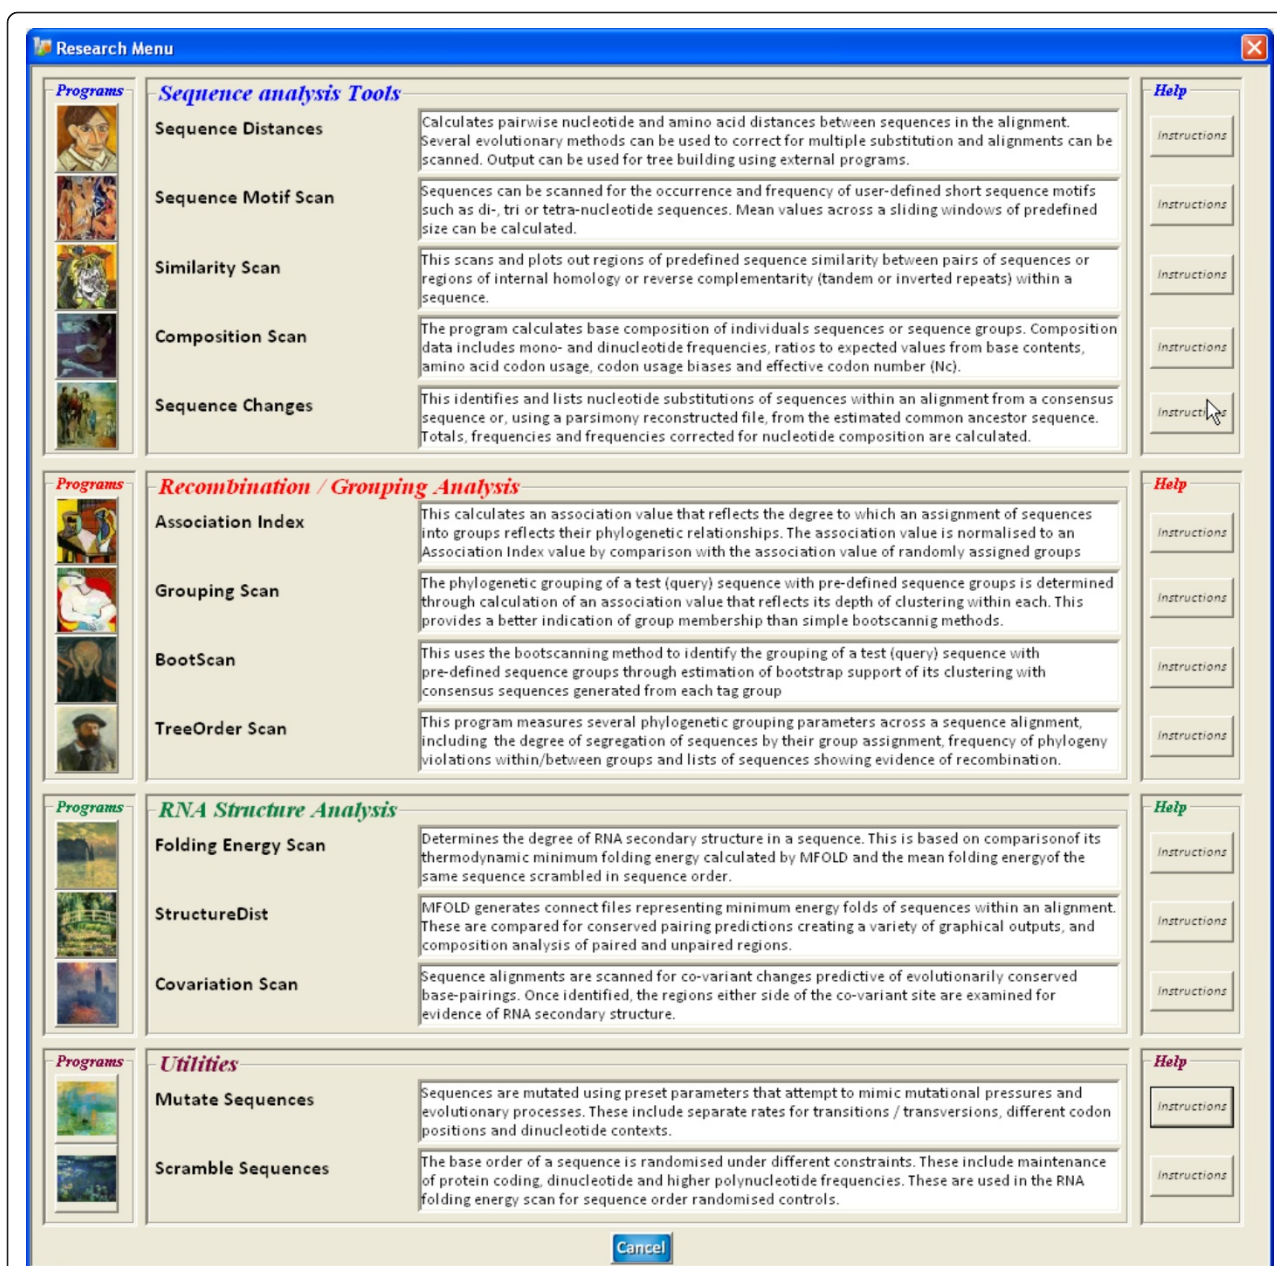 Research Menu
Programs
Sequence analysis Tools
Help
Sequence Distances
Calculates pairwise nucleotide and amino acid distances between sequences in the alignment.
Several evolutionary methods can be used to correct for multiple substitution and alignments can be
scanned. Output can be used for tree building using external programs.
Instructions
Sequence Motif Scan
Sequences can be scanned for the occurrence and frequency of user-defined short sequence motifs
such as di-, tri or tetra-nucleotide sequences. Mean values across a sliding windows of predefined
size can be calculated.
Instructions
Similarity Scan
This scans and plots out regions of predefined sequence similarity between pairs of sequences or
regions of internal homology or reverse complementarity (tandem or inverted repeats) within a
sequence.
Instructions
Composition Scan
The program calculates base composition of individuals sequences or sequence groups. Composition
data includes mono- and dinucleotide frequencies, ratios to expected values from base contents,
amino acid codon usage, codon usage biases and effective codon number (Nc).
Instructions
Sequence Changes
This identifies and lists nucleotide substitutions of sequences within an alignment from a consensus
sequence or, using a parsimony reconstructed file, from the estimated common ancestor sequence.
Totals, frequencies and frequencies corrected for nucleotide composition are calculated.
Instructions
Programs
Recombination / Grouping Analysis
Help
Association Index
This calculates an association value that reflects the degree to which an assignment of sequences
into groups reflects their phylogenetic relationships. The association value is normalised to an
Association Index value by comparison with the association value of randomly assigned groups
Instructions
Grouping Scan
The phylogenetic grouping of a test (query) sequence with pre-defined sequence groups is determined
through calculation of an association value that reflects its depth of clustering within each. This
provides a better indication of group membership than simple bootscannig methods.
Instructions
BootScan
This uses the bootscanning method to identify the grouping of a test (query) sequence with
pre-defined sequence groups through estimation of bootstrap support of its clustering with
consensus sequences generated from each tag group
Instructions
TreeOrder Scan
This program measures several phylogenetic grouping parameters across a sequence alignment,
including the degree of segregation of sequences by their group assignment, frequency of phylogeny
violations within/between groups and lists of sequences showing evidence of recombination.
Instructions
Programs
RNA Structure Analysis
Help
Folding Energy Scan
Determines the degree of RNA secondary structure in a sequence. This is based on comparisonof its
thermodynamic minimum folding energy calculated by MFOLD and the mean folding energyof the
same sequence scrambled in sequence order.
Instructions
StructureDist
MFOLD generates connect files representing minimum energy folds of sequences within an alignment.
These are compared for conserved pairing predictions creating a variety of graphical outputs, and
composition analysis of paired and unpaired regions.
Instructions
Covariation Scan
Sequence alignments are scanned for co-variant changes predictive of evolutionarily conserved
base-pairings. Once identified, the regions either side of the co-variant site are examined for
evidence of RNA secondary structure.
Instructions
Programs
Utilities
Help
Mutate Sequences
Sequences are mutated using preset parameters that attempt to mimic mutational pressures and
evolutionary processes. These include separate rates for transitions / transversions, different codon
positions and dinucleotide contexts.
Instructions
Scramble Sequences
The base order of a sequence is randomised under different constraints. These include maintenance
of protein coding, dinucleotide and higher polynucleotide frequencies. These are used in the RNA
folding energy scan for sequence order randomised controls.
Instructions
Cancel